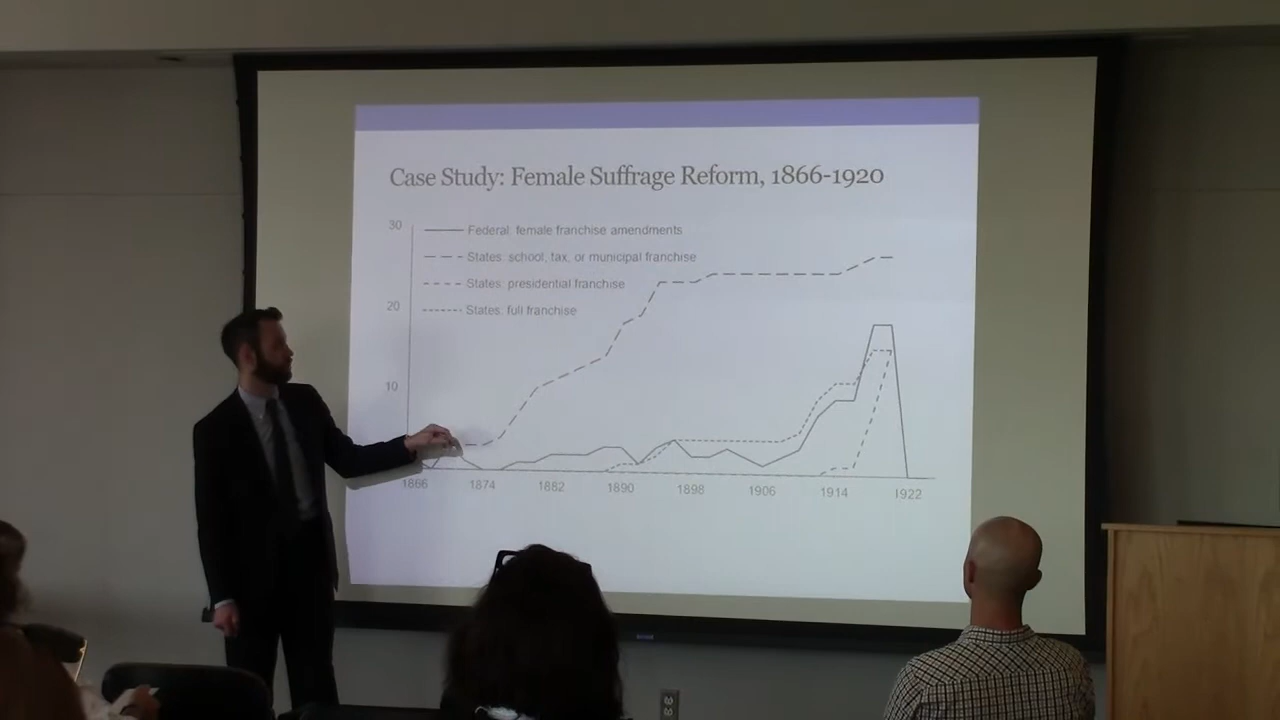 Case Study: Female Suffrage Reform, 1866-1920
30
Federal: female franchise amendments
States: school, tax, or municipal franchise
States: presidential franchise
20
States: full franchise
10
1866 1874 1882 1890 1898 1906 1914 1922